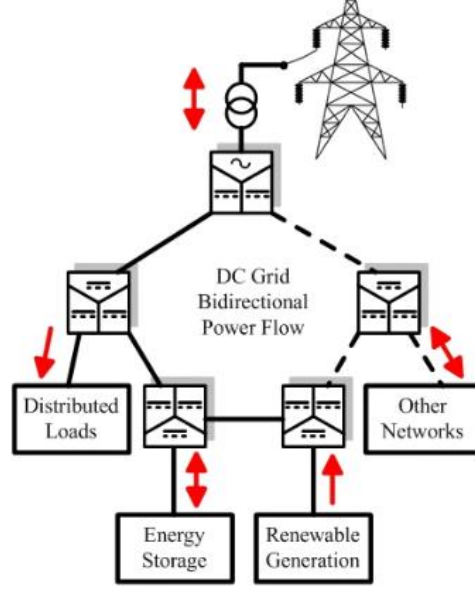 DC Grid
Bidirectional
Power Flow
Distributed
Loads
Other
Networks
Energy
Storage
Renewable
Generation